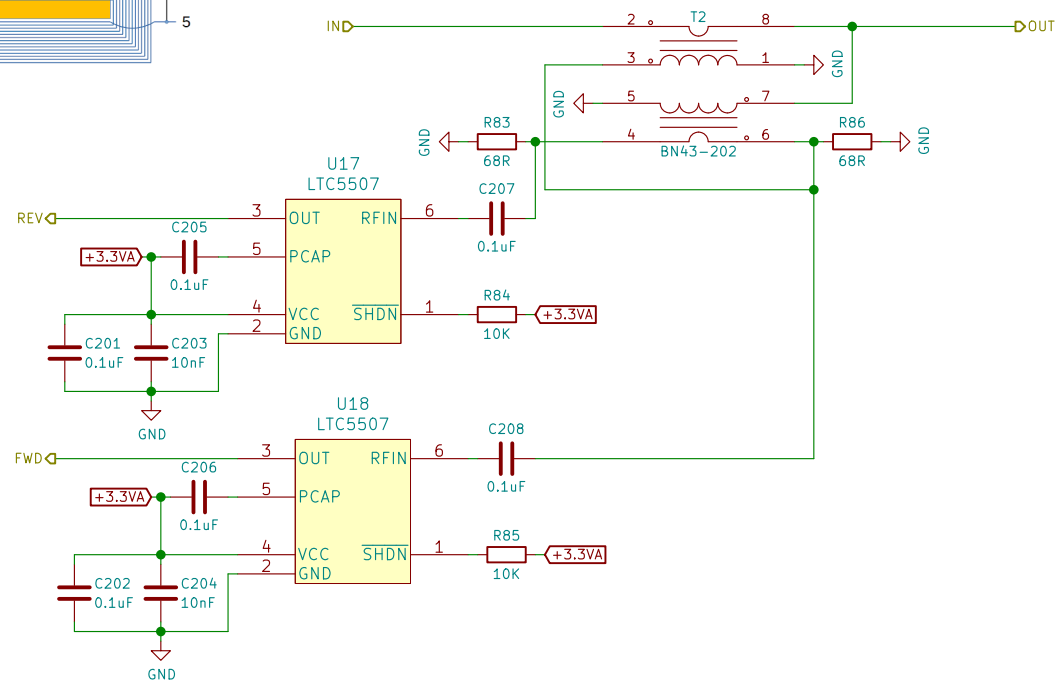 5
IN
2
T2
8
OUT
3
1
GND
GND
5
7
GND
R83
68R
4
BN43-202
6
R86
68R
GND
U17
LTC5507
REV
3
OUT
RFIN
6
C207
0.1uF
+3.3VA
C205
0.1uF
5
PCAP
4
VCC
2
GND
SHDN
1
R84
10K
+3.3VA
C201
0.1uF
C203
10nF
GND
U18
LTC5507
FWD
3
OUT
RFIN
6
C208
0.1uF
+3.3VA
C206
0.1uF
5
PCAP
4
VCC
2
GND
SHDN
1
R85
10K
+3.3VA
C202
0.1uF
C204
10nF
GND